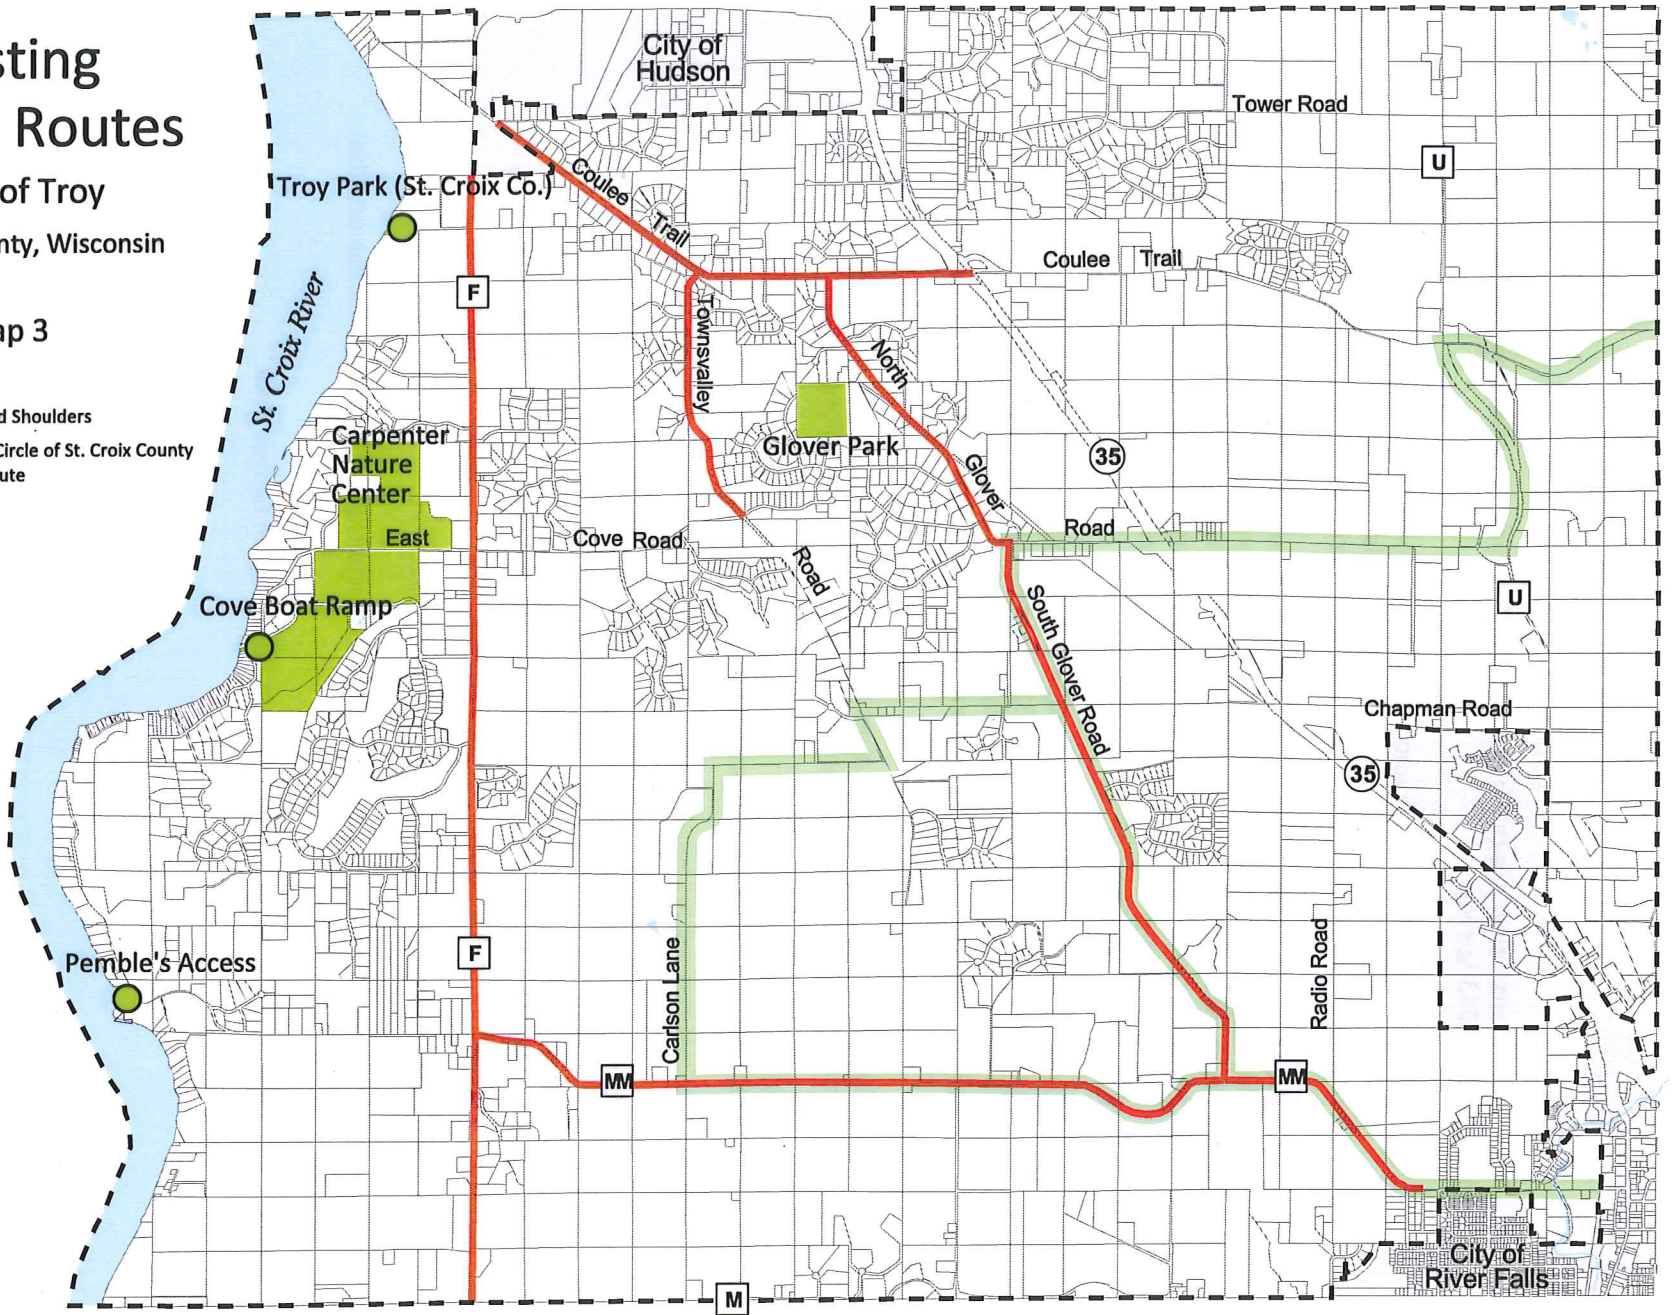 sting
Routes
of Troy
nty, Wisconsin
ap 3
d Shoulders
Circle of St. Croix County
ute
City of
Hudson
Tower Road
U
Troy Park (St. Croix Co.)
Coulee
Trail
Coulee Trail
F
St. Croix River
Townsvalley
North
Glover Park
Carpenter
Nature
Center
35
Glover
East
Cove Road
Road
Road
Cove Boat Ramp
U
South Glover Road
Chapman Road
35
F
Pemble's Access
Carlson Lane
Radio Road
MM
MM
City of
River Falls
M